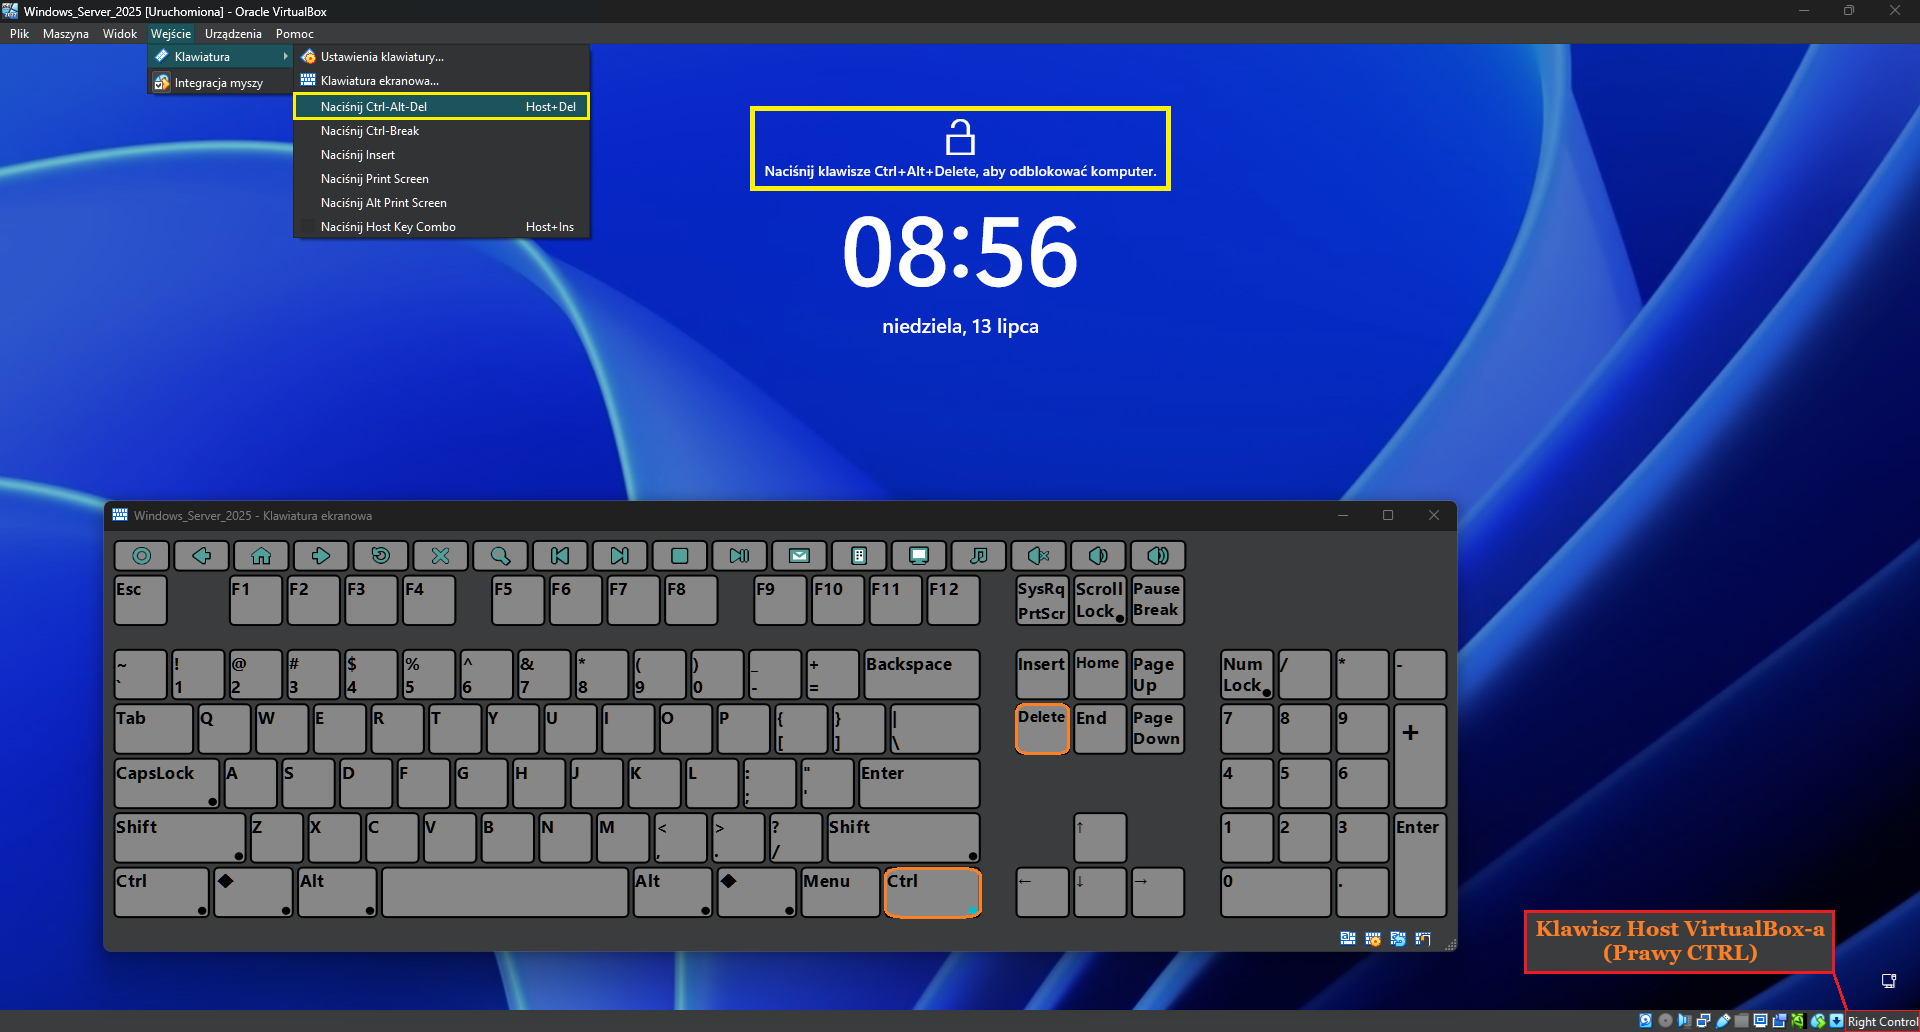 Windows_Server_2025 [Uruchomiona] - Oracle VirtualBox
Plik Maszyna Widok Wejście Urządzenia Pomoc
Klawiatura
Integracja myszy
Ustawienia klawiatury...
Klawiatura ekranowa...
Naciśnij Ctrl-Alt-Del Host+Del
Naciśnij Ctrl-Break
Naciśnij Insert
Naciśnij Print Screen
Naciśnij Alt Print Screen
Naciśnij Host Key Combo Host+Ins
Naciśnij klawisze Ctrl+Alt+Delete, aby odblokować komputer.
08:56
niedziela, 13 lipca
Windows_Server_2025 - Klawiatura ekranowa
Esc F1 F2 F3 F4 F5 F6 F7 F8 F9 F10 F11 F12 SysRq Scroll Pause
PrtScr Lock Break
~ ! @ # $ % ^ & * ( ) _ + Backspace Insert Home Page Num / * -
` 1 2 3 4 5 6 7 8 9 0 - = Up Lock
Tab Q W E R T Y U I O P { } | Delete End Page 7 8 9 +
[ ] \ Down
CapsLock A S D F G H J K L : " Enter 4 5 6
; '
Shift Z X C V B N M < > ? Shift ↑ 1 2 3 Enter
, . /
Ctrl ◆ Alt Alt ◆ Menu Ctrl ← ↓ → 0 .
Klawisz Host VirtualBox-a
(Prawy CTRL)
Right Control